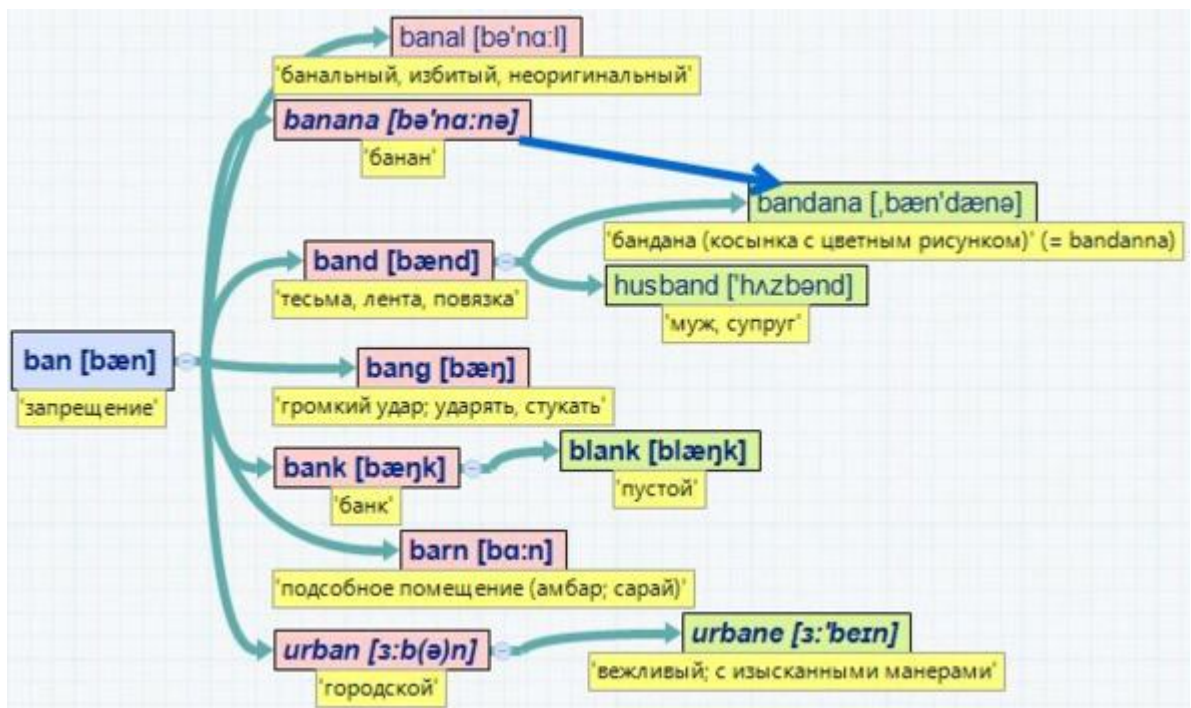 banal [bə'nɑ:l]
'банальный, избитый, неоригинальный'
banana [bə'nɑ:nə]
'банан'
bandana [,bæn'dænə]
'бандана (косынка с цветным рисунком)' (= bandanna)
band [bænd]
'тесьма, лента, повязка'
husband ['hʌzbənd]
'муж, супруг'
ban [bæn]
'запрещение'
bang [bæŋ]
'громкий удар; ударять, стукать'
bank [bæŋk]
'банк'
blank [blæŋk]
'пустой'
barn [bɑ:n]
'подсобное помещение (амбар; сарай)'
urban [ɜ:b(ə)n]
'городской'
urbane [ɜ:'beɪn]
'вежливый; с изысканными манерами'